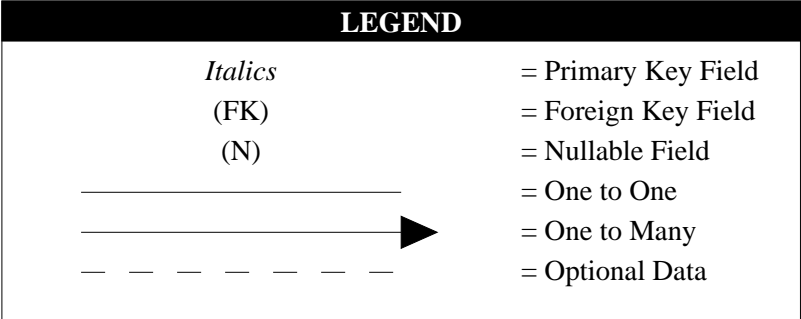 LEGEND
Italics = Primary Key Field
(FK) = Foreign Key Field
(N) = Nullable Field
= One to One
= One to Many
= Optional Data